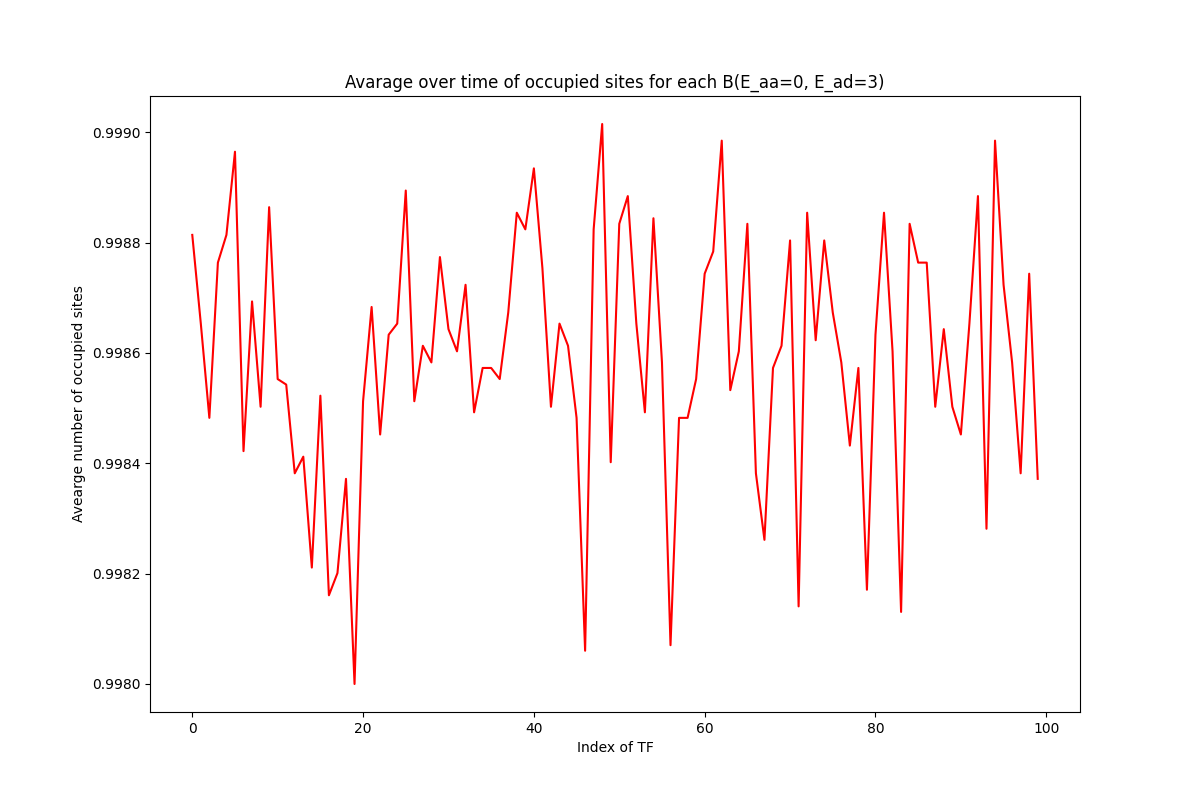 Avarage over time of occupied sites for each B(E_aa=0, E_ad=3)
Avearge number of occupied sites
0.9990
0.9988
0.9986
0.9984
0.9982
0.9980
0 20 40 60 80 100
Index of TF